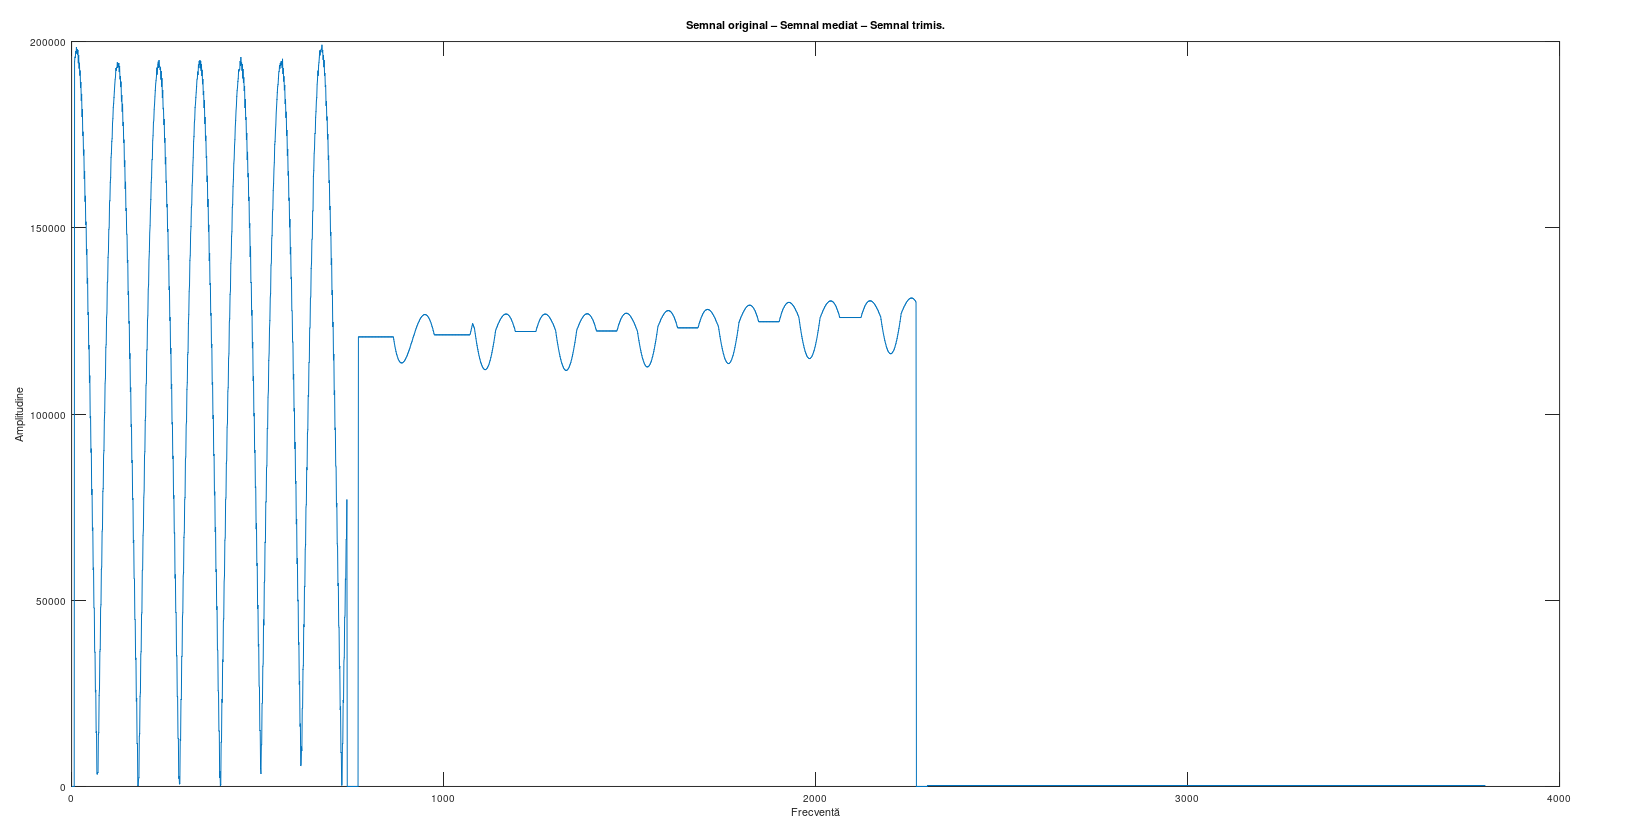 Semnal original – Semnal mediat – Semnal trimis.
200000
150000
100000
50000
0
Amplitudine
0 1000 2000 3000 4000
Frecvență